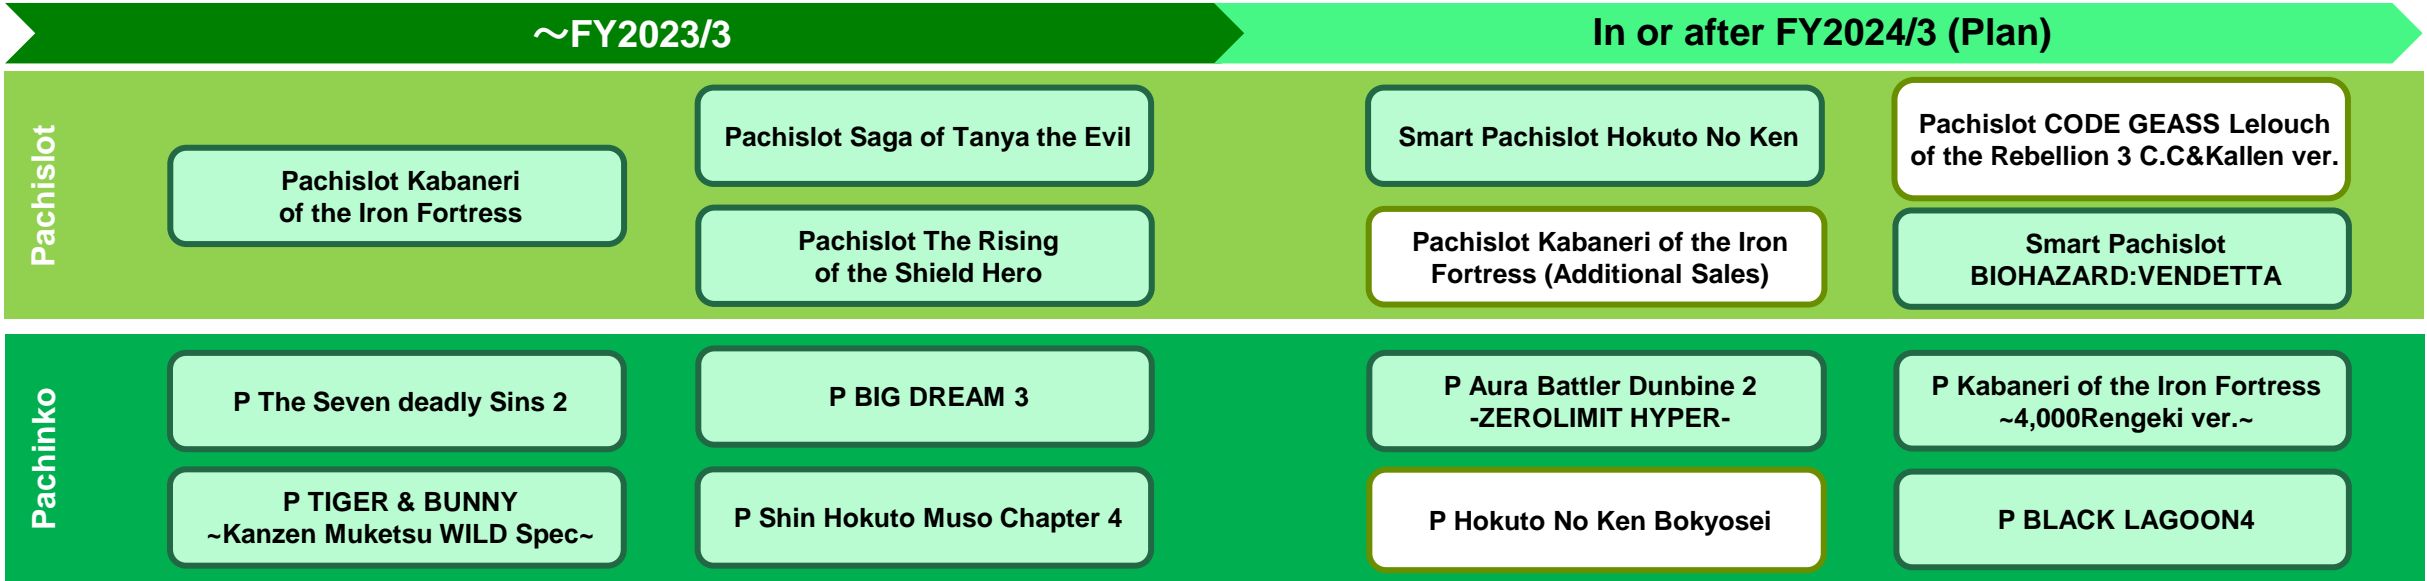 ～FY2023/3
In or after FY2024/3 (Plan)
Pachislot
Pachislot Kabaneri
of the Iron Fortress
Pachislot Saga of Tanya the Evil
Pachislot The Rising
of the Shield Hero
Smart Pachislot Hokuto No Ken
Pachislot Kabaneri of the Iron
Fortress (Additional Sales)
Pachislot CODE GEASS Lelouch
of the Rebellion 3 C.C&Kallen ver.
Smart Pachislot
BIOHAZARD:VENDETTA
Pachinko
P The Seven deadly Sins 2
P TIGER & BUNNY
~Kanzen Muketsu WILD Spec~
P BIG DREAM 3
P Shin Hokuto Muso Chapter 4
P Aura Battler Dunbine 2
-ZEROLIMIT HYPER-
P Hokuto No Ken Bokyosei
P Kabaneri of the Iron Fortress
~4,000Rengeki ver.~
P BLACK LAGOON4